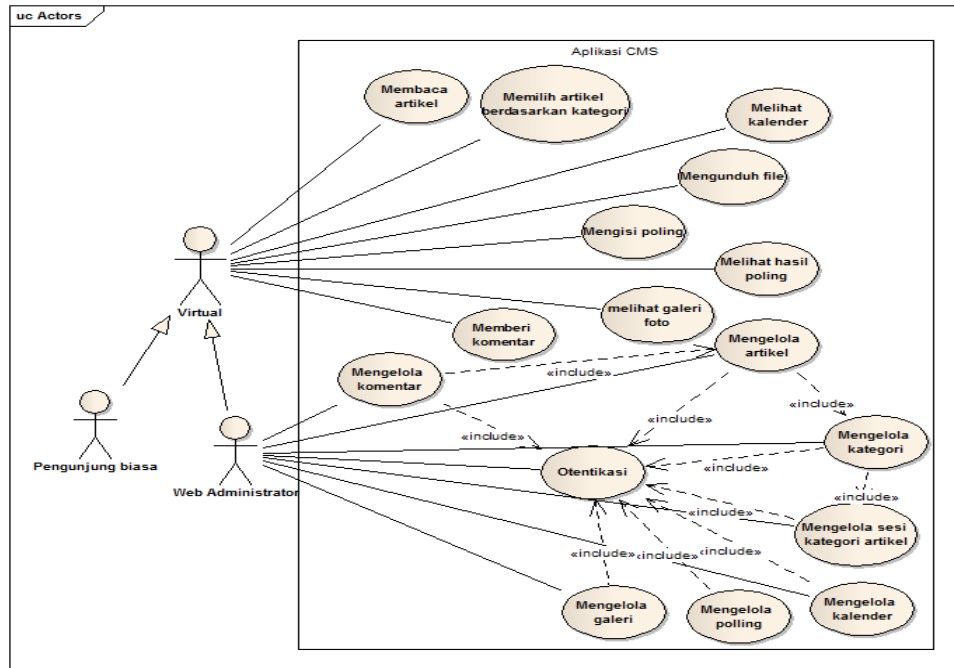 uc Actors
Aplikasi CMS
Membaca
artikel
Memilih artikel
berdasarkan kategori
Melihat
kalender
Mengunduh file
Mengisi poling
Melihat hasil
poling
Virtual
melihat galeri
foto
Memberi
komentar
Mengelola
artikel
Mengelola
komentar
«include»
«include»
«include»
«include»
Pengunjung biasa
Web Administrator
Otentikasi
Mengelola
kategori
«include»
«include»
«include»
Mengelola sesi
kategori artikel
«include»
«include»
«include»
Mengelola
galeri
Mengelola
polling
Mengelola
kalender